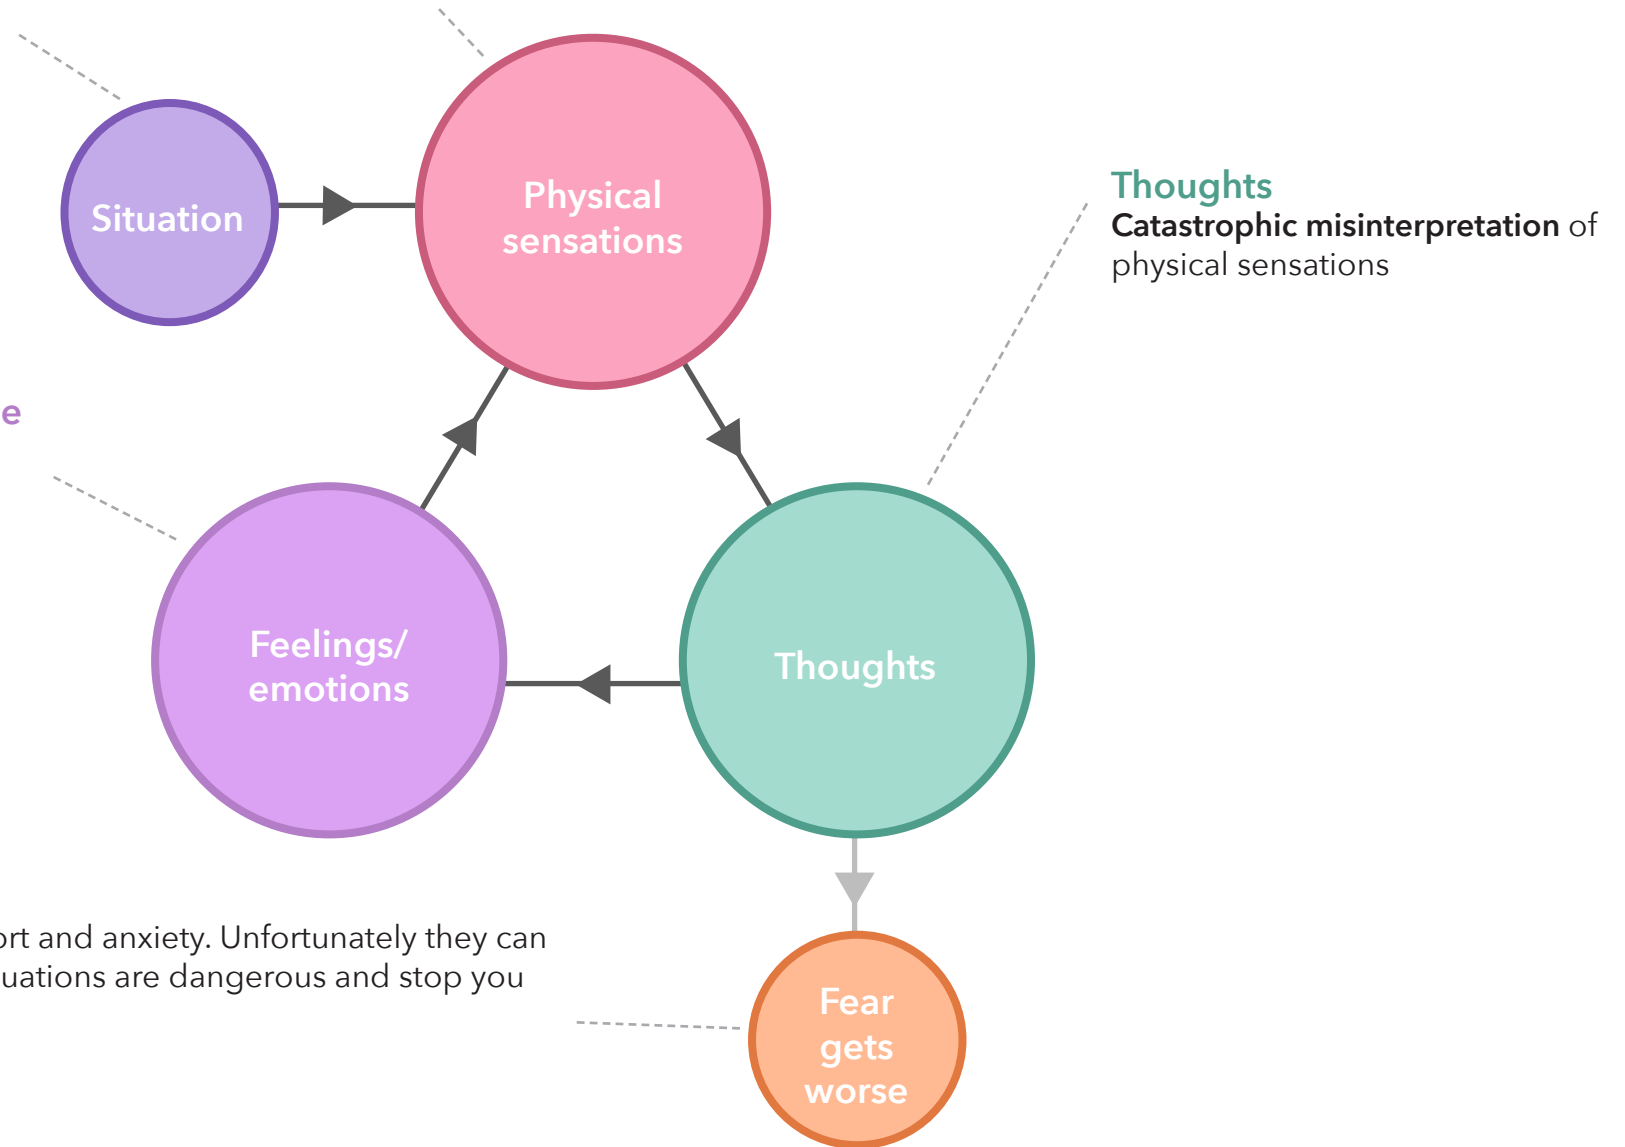 Situation
Physical
sensations
Thoughts
Catastrophic misinterpretation of
physical sensations
e
Feelings/
emotions
Thoughts
ort and anxiety. Unfortunately they can
uations are dangerous and stop you
Fear
gets
worse